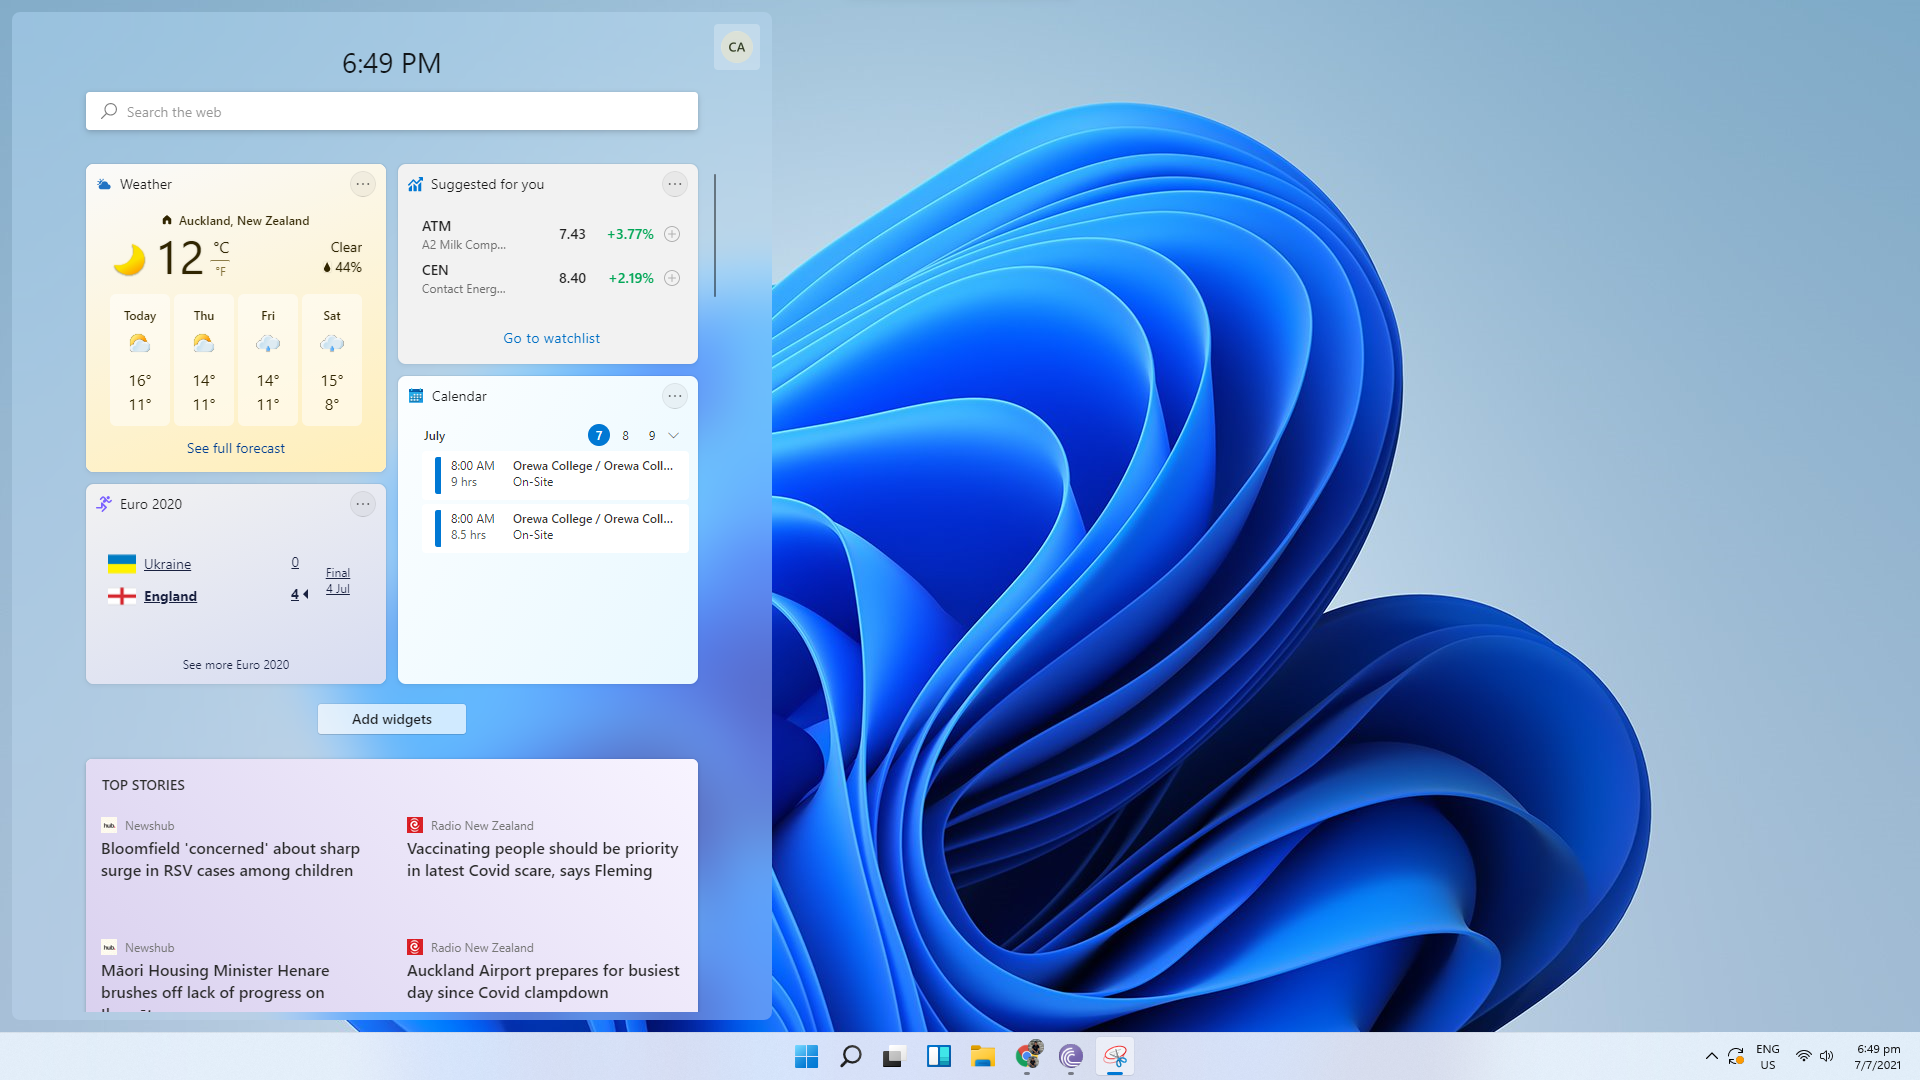 6:49 PM
CA
Search the web
Weather
Auckland, New Zealand
12 °C
°F
Clear
44%
Today Thu Fri Sat
16° 14° 14° 15°
11° 11° 11° 8°
See full forecast
Suggested for you
ATM 7.43 +3.77%
A2 Milk Comp...
CEN 8.40 +2.19%
Contact Energ...
Go to watchlist
Euro 2020
Ukraine 0
England 4
Final
4 Jul
See more Euro 2020
Calendar
July 7 8 9
8:00 AM Orewa College / Orewa Coll...
9 hrs On-Site
8:00 AM Orewa College / Orewa Coll...
8.5 hrs On-Site
Add widgets
TOP STORIES
hub. Newshub
Bloomfield 'concerned' about sharp
surge in RSV cases among children
Radio New Zealand
Vaccinating people should be priority
in latest Covid scare, says Fleming
hub. Newshub
Māori Housing Minister Henare
brushes off lack of progress on
Radio New Zealand
Auckland Airport prepares for busiest
day since Covid clampdown
ENG
US
6:49 pm
7/7/2021